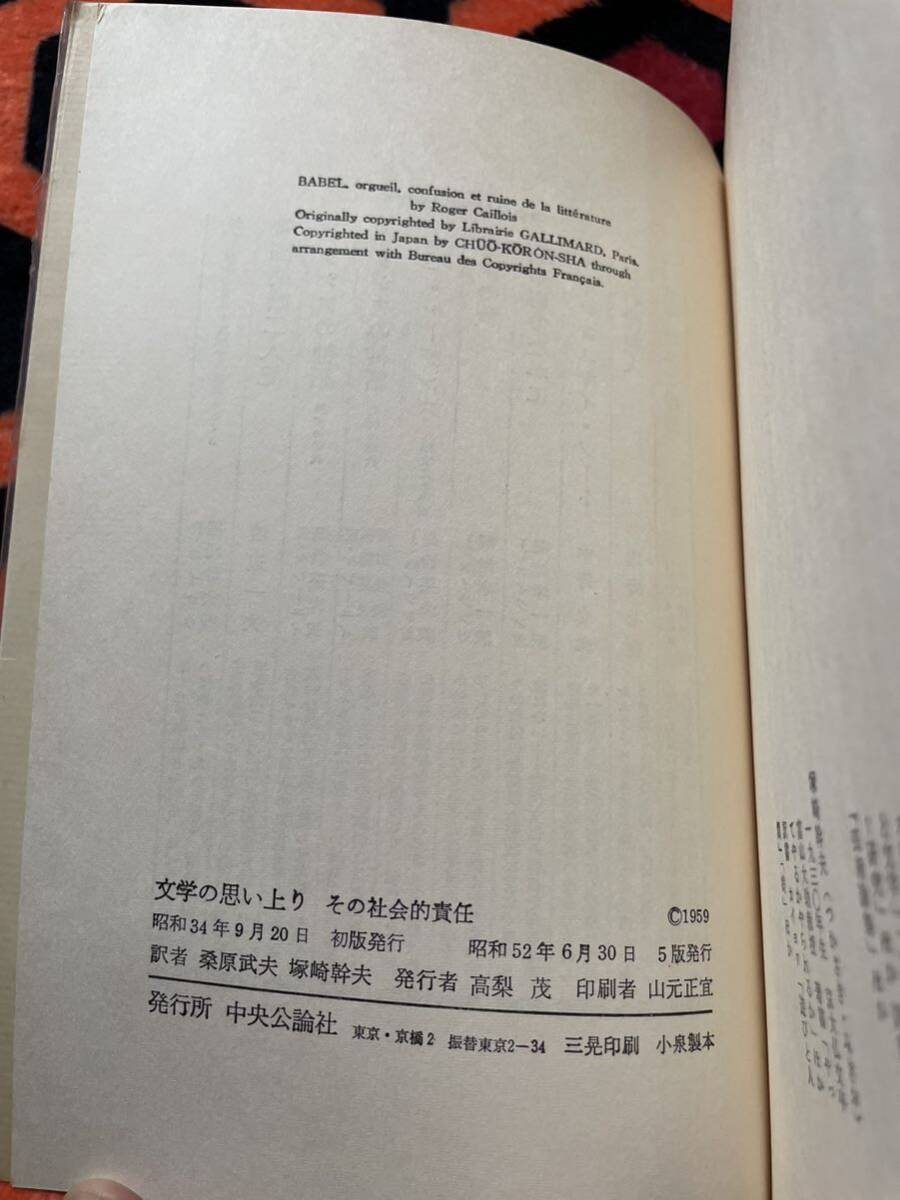 BABEL, orgueil, confusion et ruine de la littérature
by Roger Caillois
Originally copyrighted by Librairie GALLIMARD, Paris.
Copyrighted in Japan by CHŪŌ-KŌRŌN-SHA through
arrangement with Bureau des Copyrights Français.
文学の思い上り その社会的責任 ©1959
昭和34年9月20日 初版発行 昭和52年6月30日 5版発行
訳者 桑原武夫 塚崎幹夫 発行者 高梨 茂 印刷者 山元正宜
発行所 中央公論社 東京・京橋2 振替東京2—34 三晃印刷 小泉製本